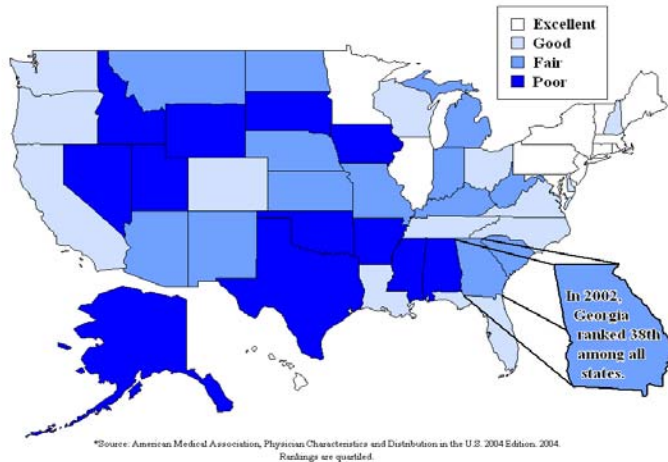 Excellent
Good
Fair
Poor
In 2002,
Georgia
ranked 38th
among all
states.
*Source: American Medical Association, Physician Characteristics and Distribution in the U.S. 2004 Edition. 2004.
Rankings are quartiled.